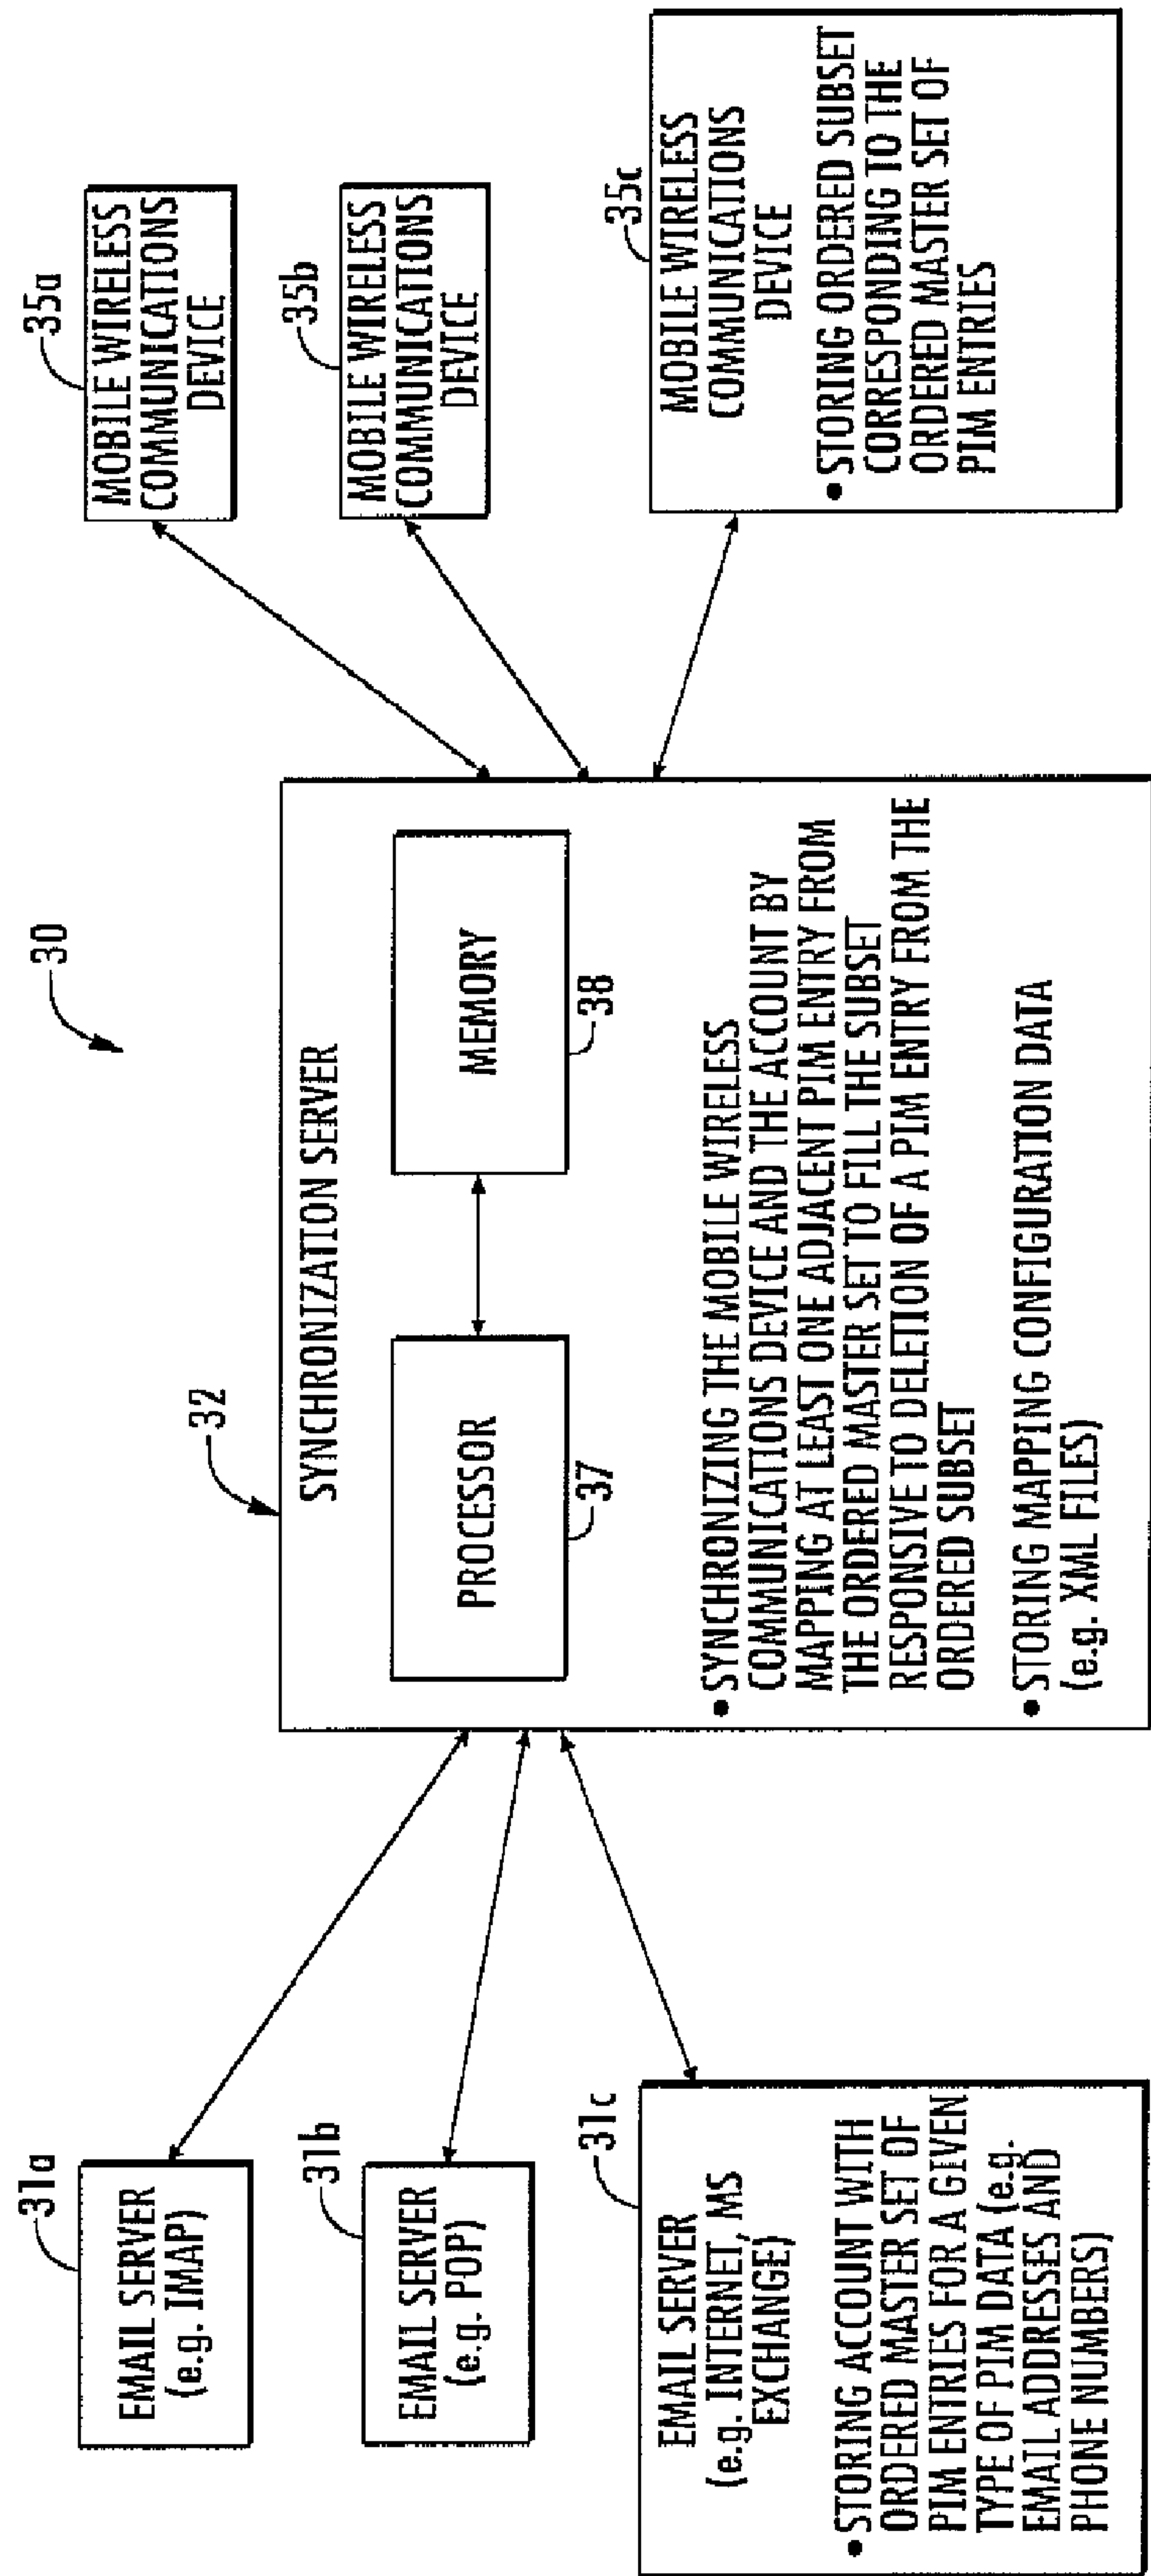 30
31a
EMAIL SERVER
(e.g. IMAP)
31b
EMAIL SERVER
(e.g. POP)
31c
EMAIL SERVER
(e.g. INTERNET, MS
EXCHANGE)
• STORING ACCOUNT WITH
ORDERED MASTER SET OF
PIM ENTRIES FOR A GIVEN
TYPE OF PIM DATA (e.g.
EMAIL ADDRESSES AND
PHONE NUMBERS)
32
SYNCHRONIZATION SERVER
PROCESSOR
37
MEMORY
38
• SYNCHRONIZING THE MOBILE WIRELESS
COMMUNICATIONS DEVICE AND THE ACCOUNT BY
MAPPING AT LEAST ONE ADJACENT PIM ENTRY FROM
THE ORDERED MASTER SET TO FILL THE SUBSET
RESPONSIVE TO DELETION OF A PIM ENTRY FROM THE
ORDERED SUBSET
• STORING MAPPING CONFIGURATION DATA
(e.g. XML FILES)
35a
MOBILE WIRELESS
COMMUNICATIONS
DEVICE
35b
MOBILE WIRELESS
COMMUNICATIONS
DEVICE
35c
MOBILE WIRELESS
COMMUNICATIONS
DEVICE
• STORING ORDERED SUBSET
CORRESPONDING TO THE
ORDERED MASTER SET OF
PIM ENTRIES